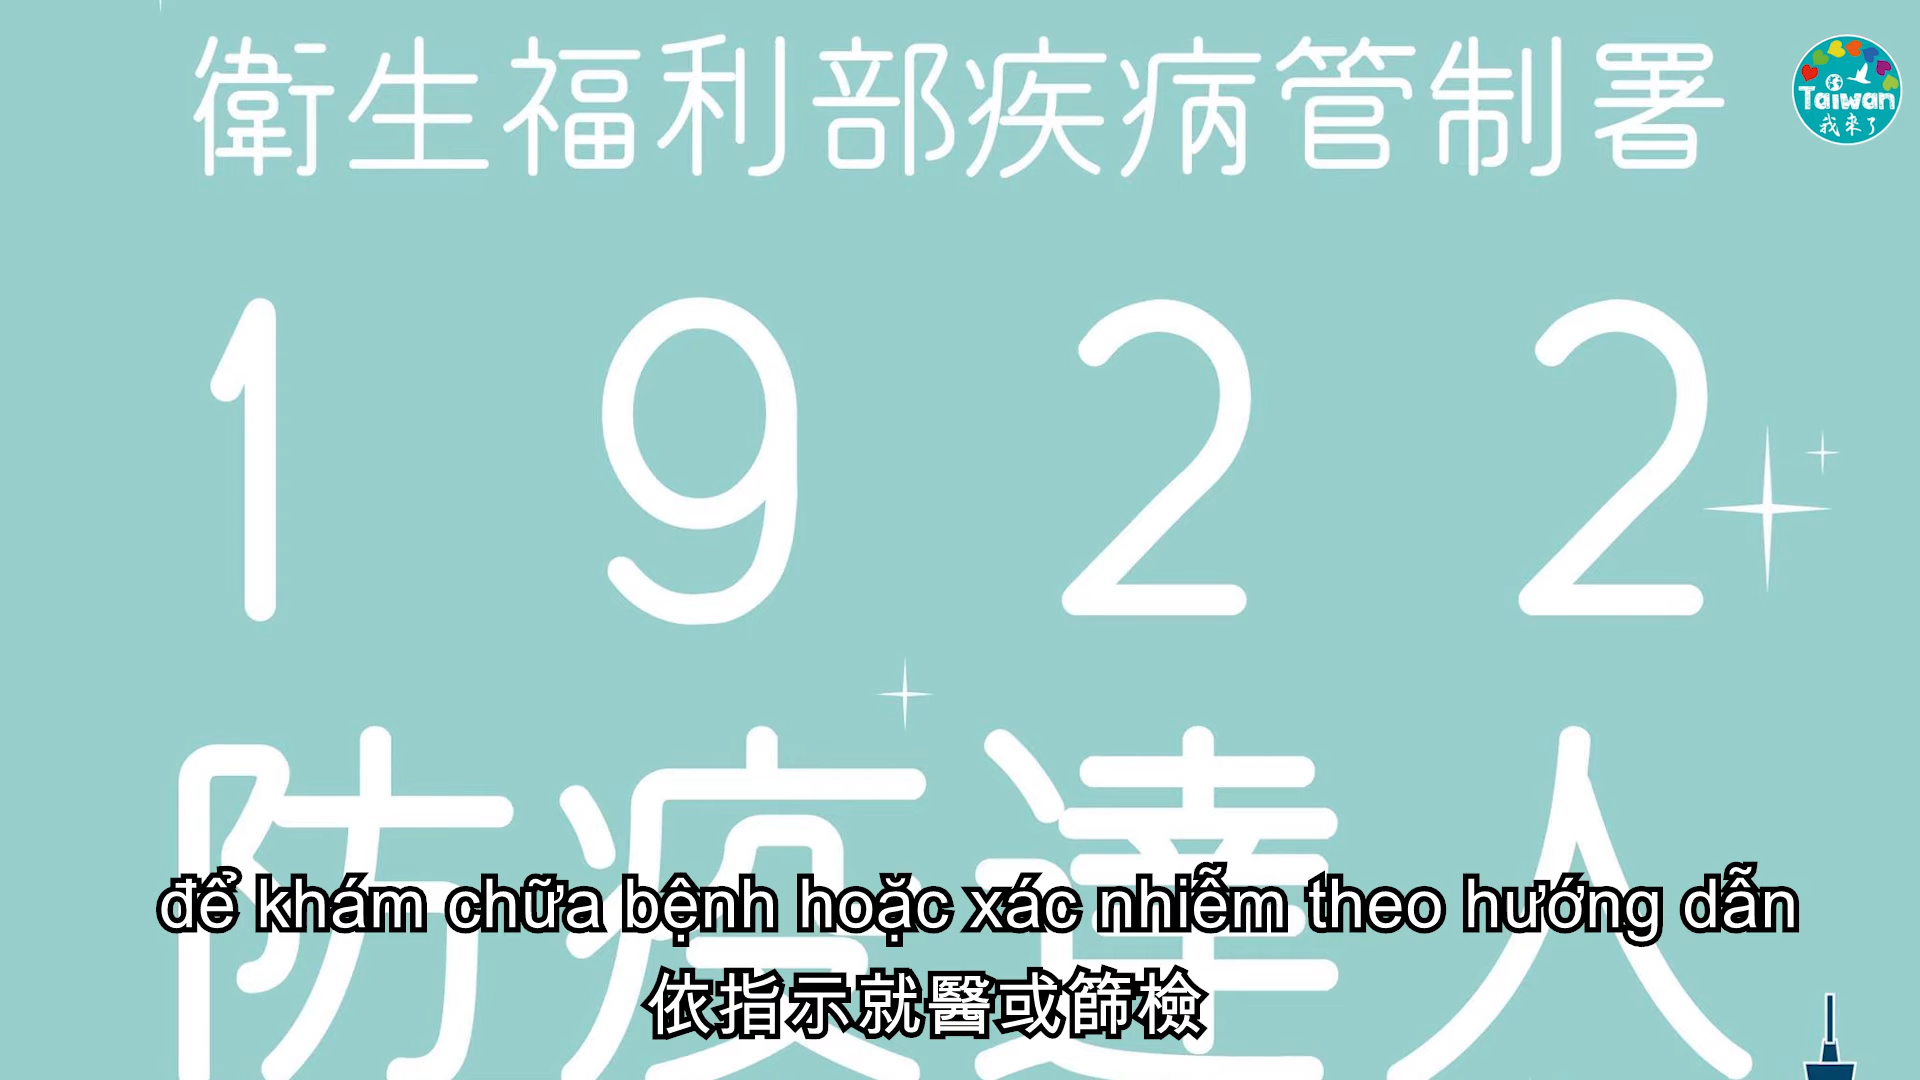 衛生福利部疾病管制署
Taiwan
我來了
1922
防疫達人
để khám chữa bệnh hoặc xác nhiễm theo hướng dẫn
依指示就醫或篩檢